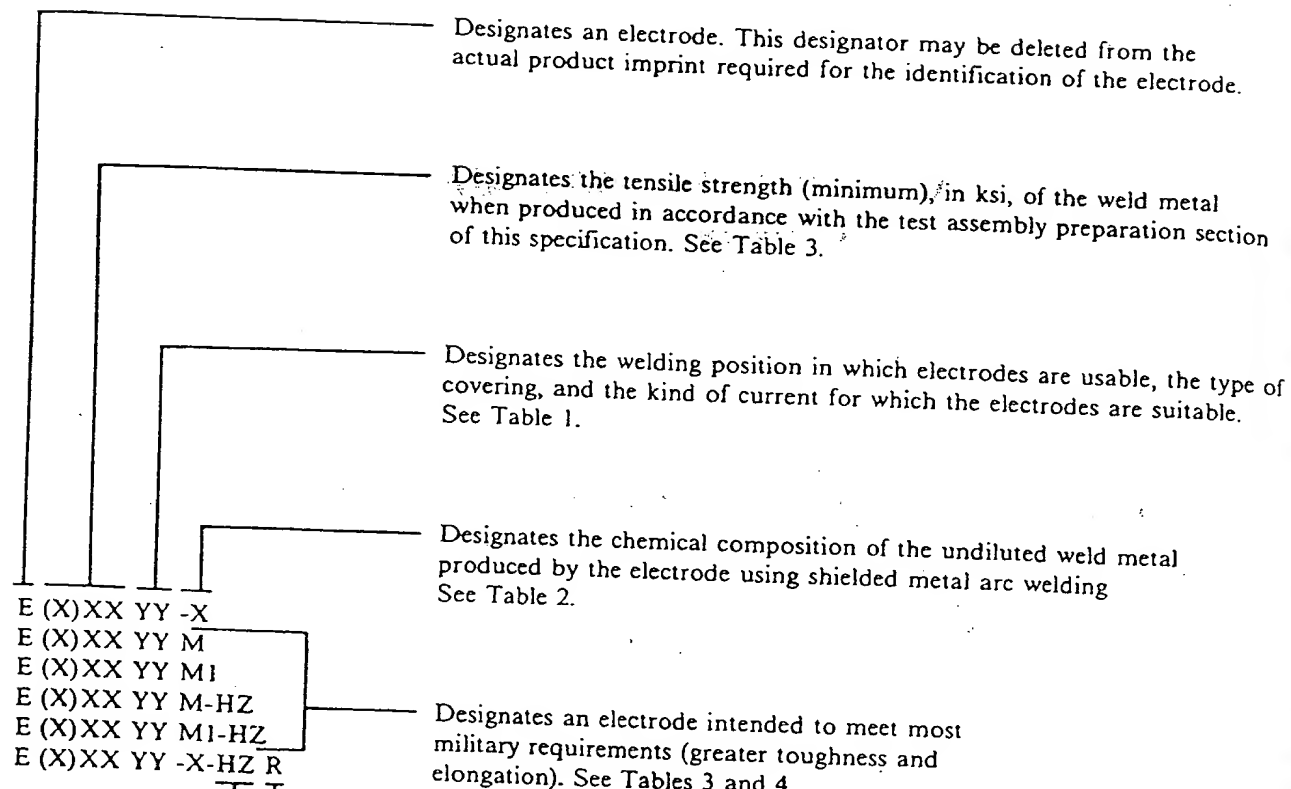 Designates an electrode. This designator may be deleted from the
actual product imprint required for the identification of the electrode.
Designates the tensile strength (minimum), in ksi, of the weld metal
when produced in accordance with the test assembly preparation section
of this specification. See Table 3.
Designates the welding position in which electrodes are usable, the type of
covering, and the kind of current for which the electrodes are suitable.
See Table 1.
Designates the chemical composition of the undiluted weld metal
produced by the electrode using shielded metal arc welding
See Table 2.
E (X)XX YY -X
E (X)XX YY M
E (X)XX YY M1
E (X)XX YY M-HZ
E (X)XX YY M1-HZ
E (X)XX YY -X-HZ R
Designates an electrode intended to meet most
military requirements (greater toughness and
elongation). See Tables 3 and 4